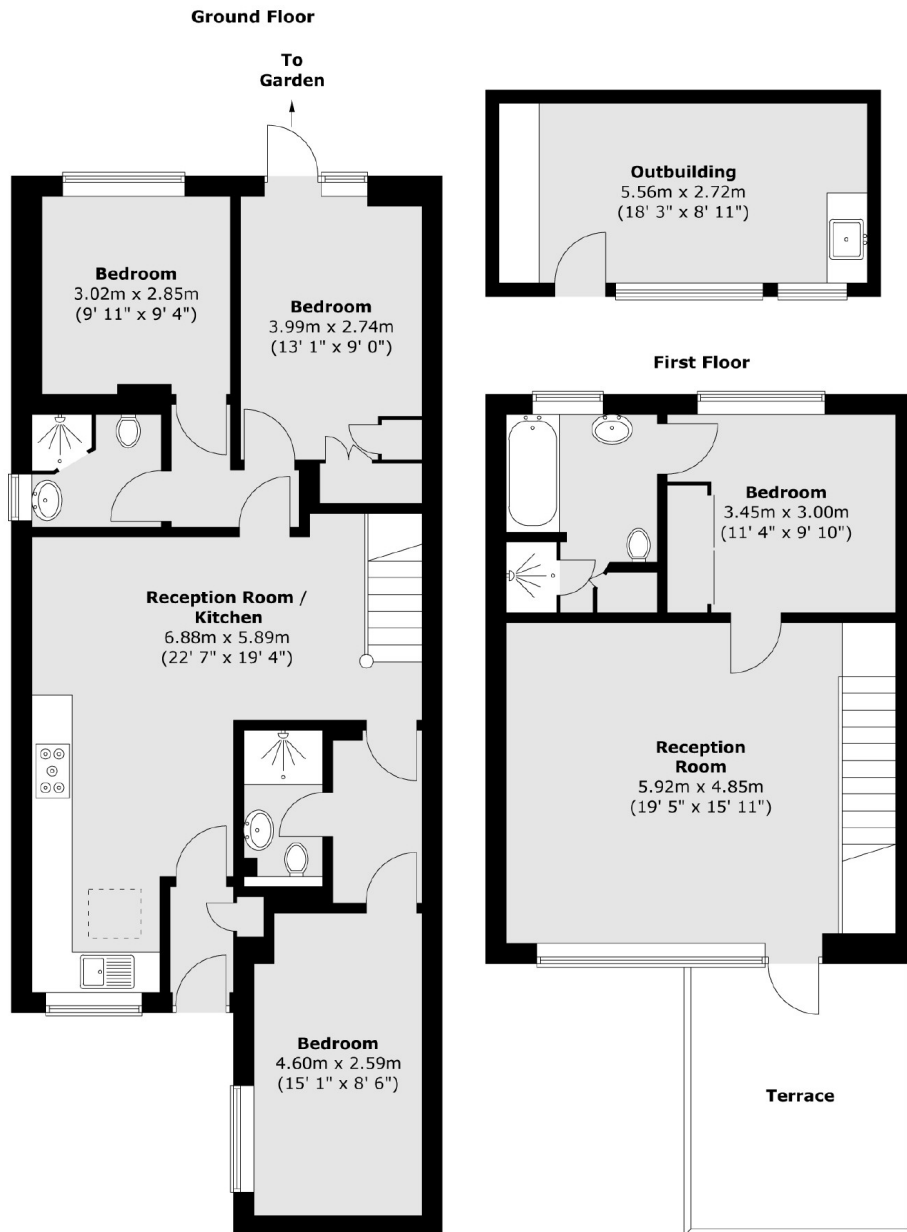 Ground Floor
To
Garden
Bedroom
3.02m x 2.85m
(9' 11" x 9' 4")
Bedroom
3.99m x 2.74m
(13' 1" x 9' 0")
Reception Room /
Kitchen
6.88m x 5.89m
(22' 7" x 19' 4")
Bedroom
4.60m x 2.59m
(15' 1" x 8' 6")
Outbuilding
5.56m x 2.72m
(18' 3" x 8' 11")
First Floor
Bedroom
3.45m x 3.00m
(11' 4" x 9' 10")
Reception
Room
5.92m x 4.85m
(19' 5" x 15' 11")
Terrace